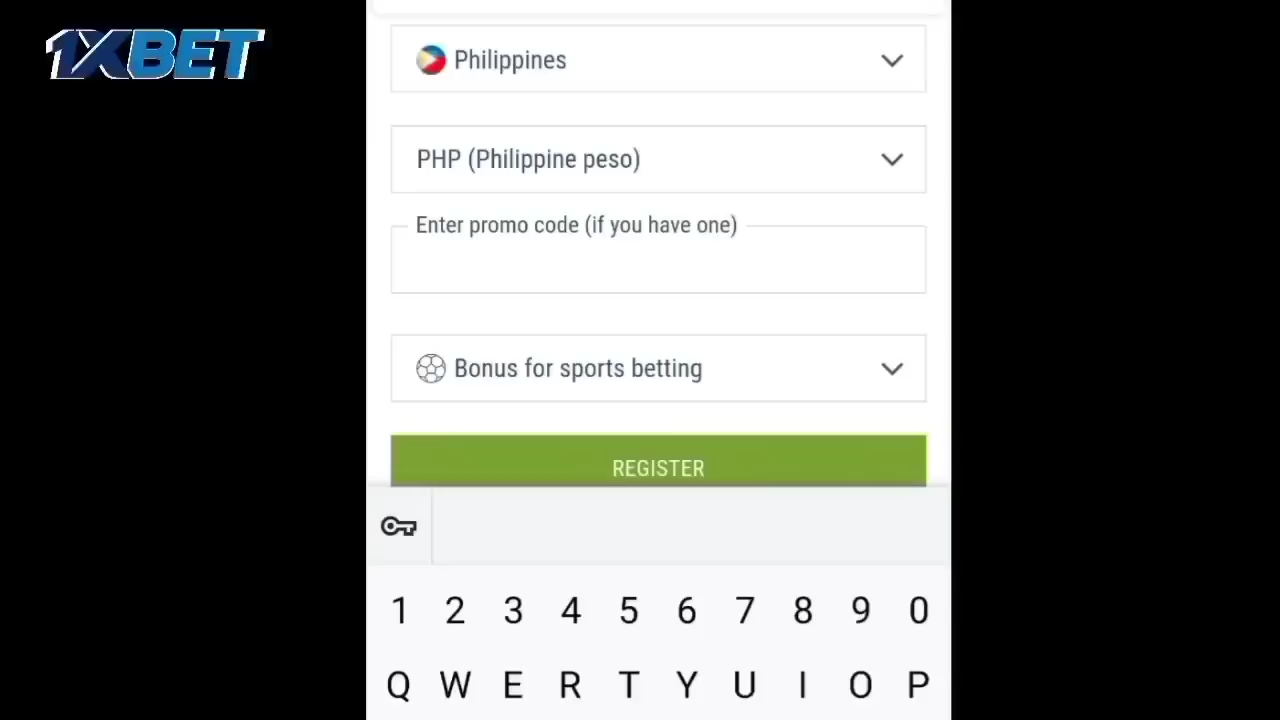 1XBET
Philippines
PHP (Philippine peso)
Enter promo code (if you have one)
Bonus for sports betting
REGISTER
1 2 3 4 5 6 7 8 9 0
Q W E R T Y U I O P